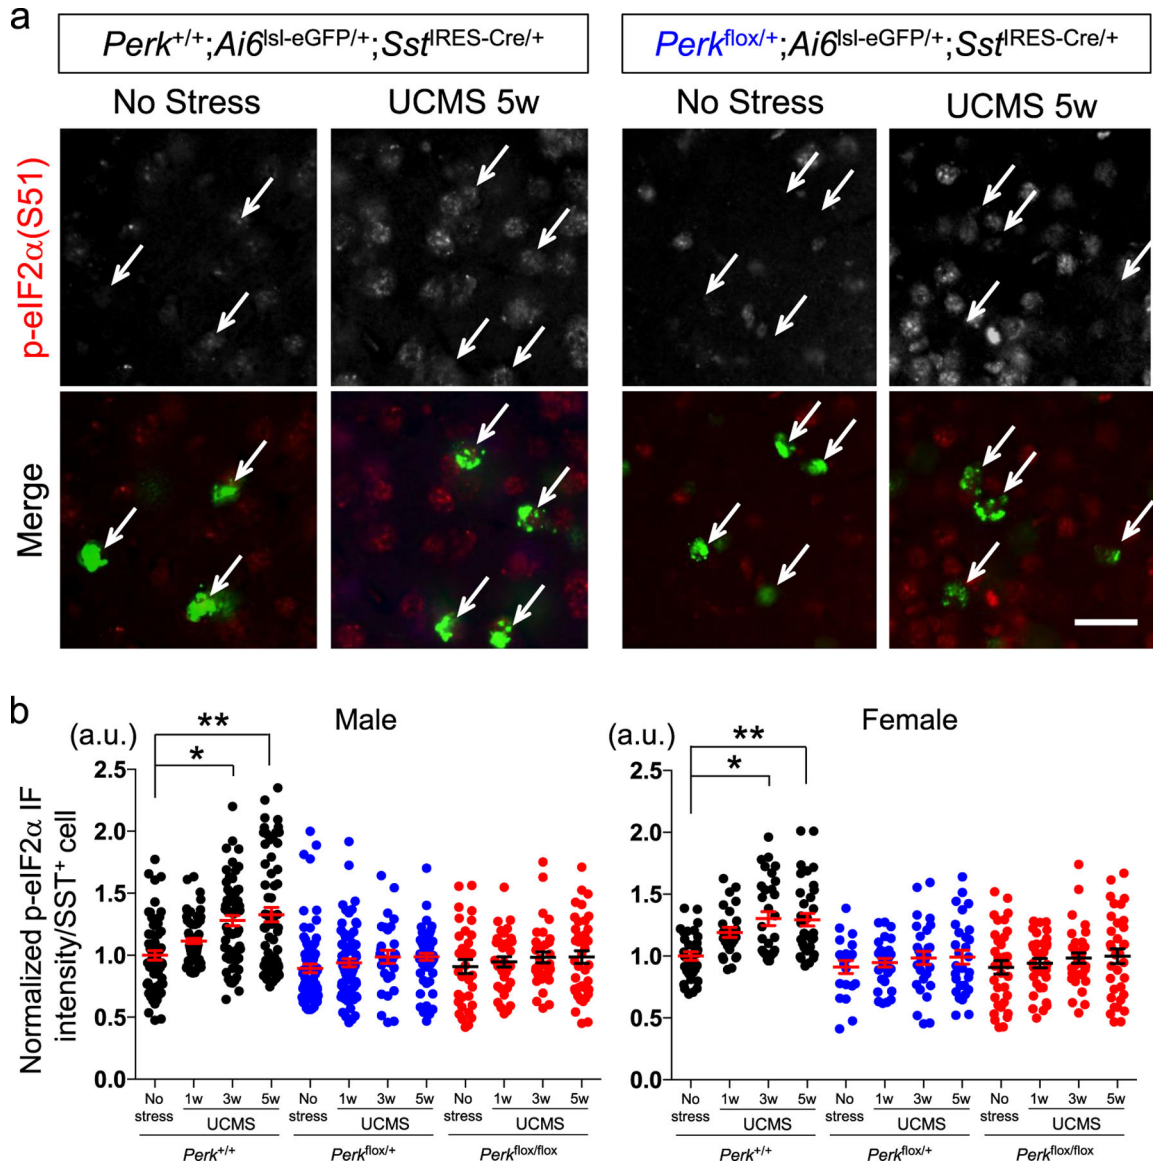 a
Perk+/+;Ai6lsl-eGFP/+;SstIRES-Cre/+
Perkflox/+;Ai6lsl-eGFP/+;SstIRES-Cre/+
No Stress
UCMS 5w
No Stress
UCMS 5w
p-eIF2α(S51)
Merge
b
(a.u.)
Male
**
*
2.5
2.0
1.5
1.0
0.5
0.0
Normalized p-eIF2α IF
intensity/SST+ cell
No stress
1w
3w
5w
No stress
1w
3w
5w
No stress
1w
3w
5w
UCMS
UCMS
UCMS
Perk+/+
Perkflox/+
Perkflox/flox
(a.u.)
Female
**
*
2.5
2.0
1.5
1.0
0.5
0.0
No stress
1w
3w
5w
No stress
1w
3w
5w
No stress
1w
3w
5w
UCMS
UCMS
UCMS
Perk+/+
Perkflox/+
Perkflox/flox